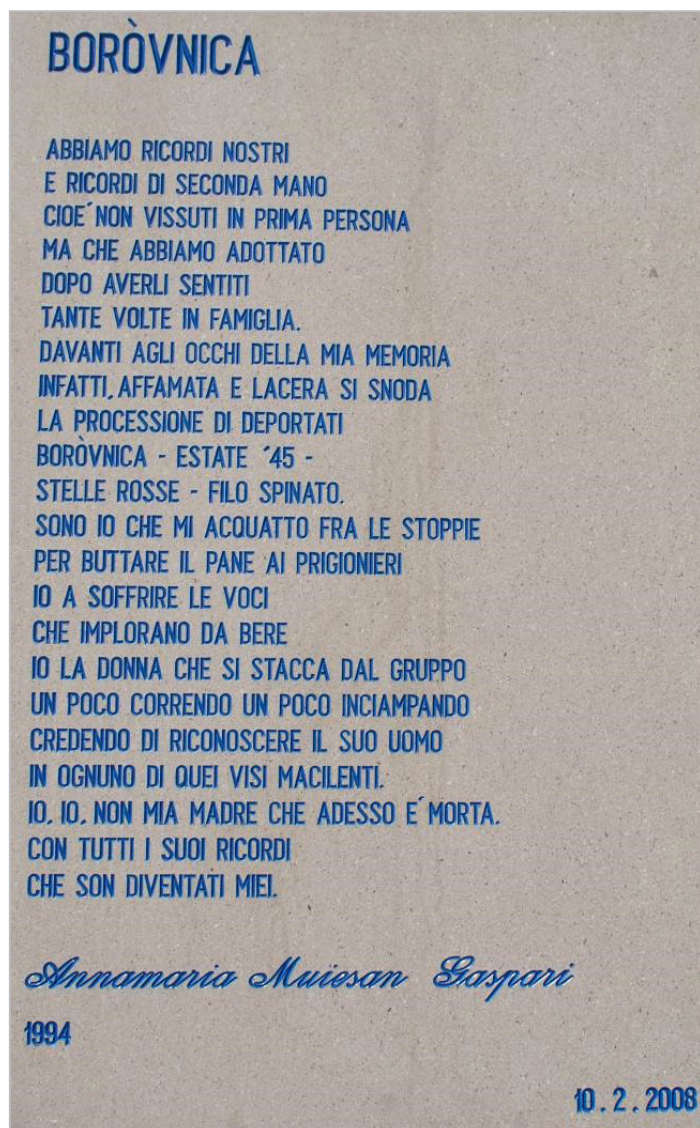 BORÒVNICA
ABBIAMO RICORDI NOSTRI
E RICORDI DI SECONDA MANO
CIOE´ NON VISSUTI IN PRIMA PERSONA
MA CHE ABBIAMO ADOTTATO
DOPO AVERLI SENTITI
TANTE VOLTE IN FAMIGLIA.
DAVANTI AGLI OCCHI DELLA MIA MEMORIA
INFATTI, AFFAMATA E LACERA SI SNODA
LA PROCESSIONE DI DEPORTATI
BORÒVNICA - ESTATE ´45 -
STELLE ROSSE - FILO SPINATO.
SONO IO CHE MI ACQUATTO FRA LE STOPPIE
PER BUTTARE IL PANE AI PRIGIONIERI
IO A SOFFRIRE LE VOCI
CHE IMPLORANO DA BERE
IO LA DONNA CHE SI STACCA DAL GRUPPO
UN POCO CORRENDO UN POCO INCIAMPANDO
CREDENDO DI RICONOSCERE IL SUO UOMO
IN OGNUNO DI QUEI VISI MACILENTI.
IO, IO, NON MIA MADRE CHE ADESSO E´ MORTA.
CON TUTTI I SUOI RICORDI
CHE SON DIVENTATI MIEI.
Annamaria Muiesan Gaspari
1994
10.2.2008